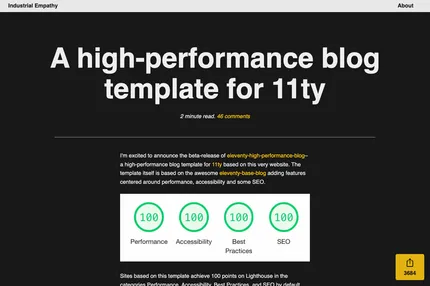 Industrial Empathy
About
A high-performance blog
template for 11ty
2 minute read. 46 comments
I'm excited to announce the beta-release of eleventy-high-performance-blog–
a high-performance blog template for 11ty based on this very website. The
template itself is based on the awesome eleventy-base-blog adding features
centered around performance, accessibility and some SEO.
100 100 100 100
Performance Accessibility Best Practices SEO
Sites based on this template achieve 100 points on Lighthouse in the
categories Performance, Accessibility, Best Practices, and SEO by default
3684